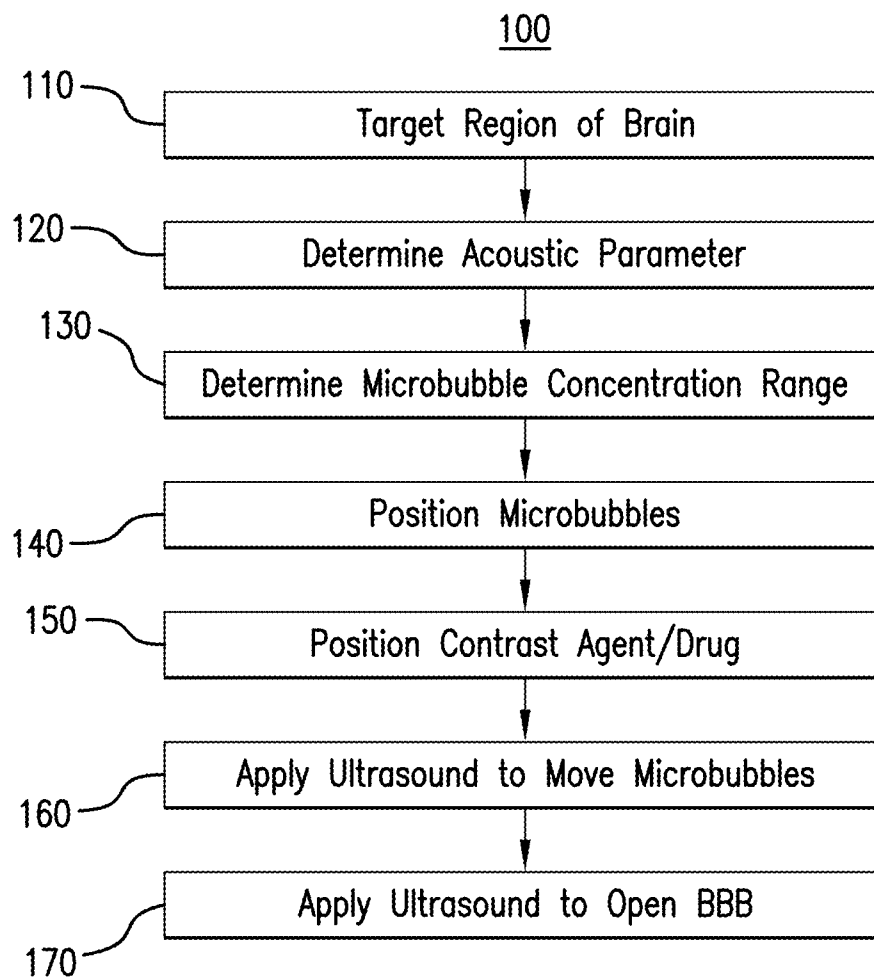 100
110
Target Region of Brain
120
Determine Acoustic Parameter
130
Determine Microbubble Concentration Range
140
Position Microbubbles
150
Position Contrast Agent/Drug
160
Apply Ultrasound to Move Microbubbles
170
Apply Ultrasound to Open BBB